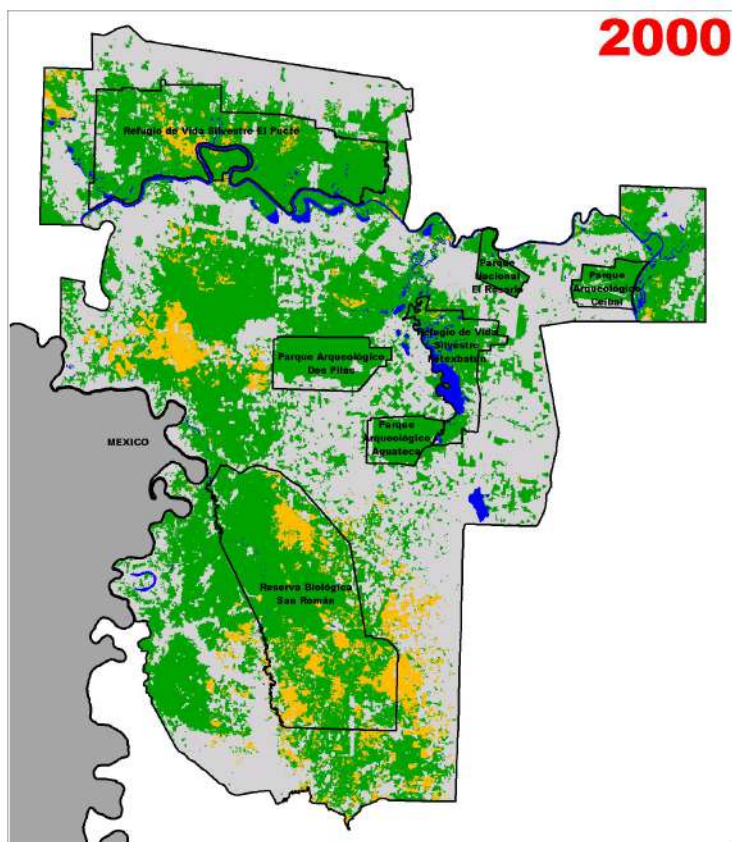 2000
Refugio de Vida Silvestre El Pucté
Parque
Nacional
El Rosario
Parque
Arqueológico
Ceibal
Refugio de Vida
Silvestre
Petexbatún
Parque Arqueológico
Dos Pilas
Parque
Arqueológico
Aguateca
MEXICO
Reserva Biológica
San Román